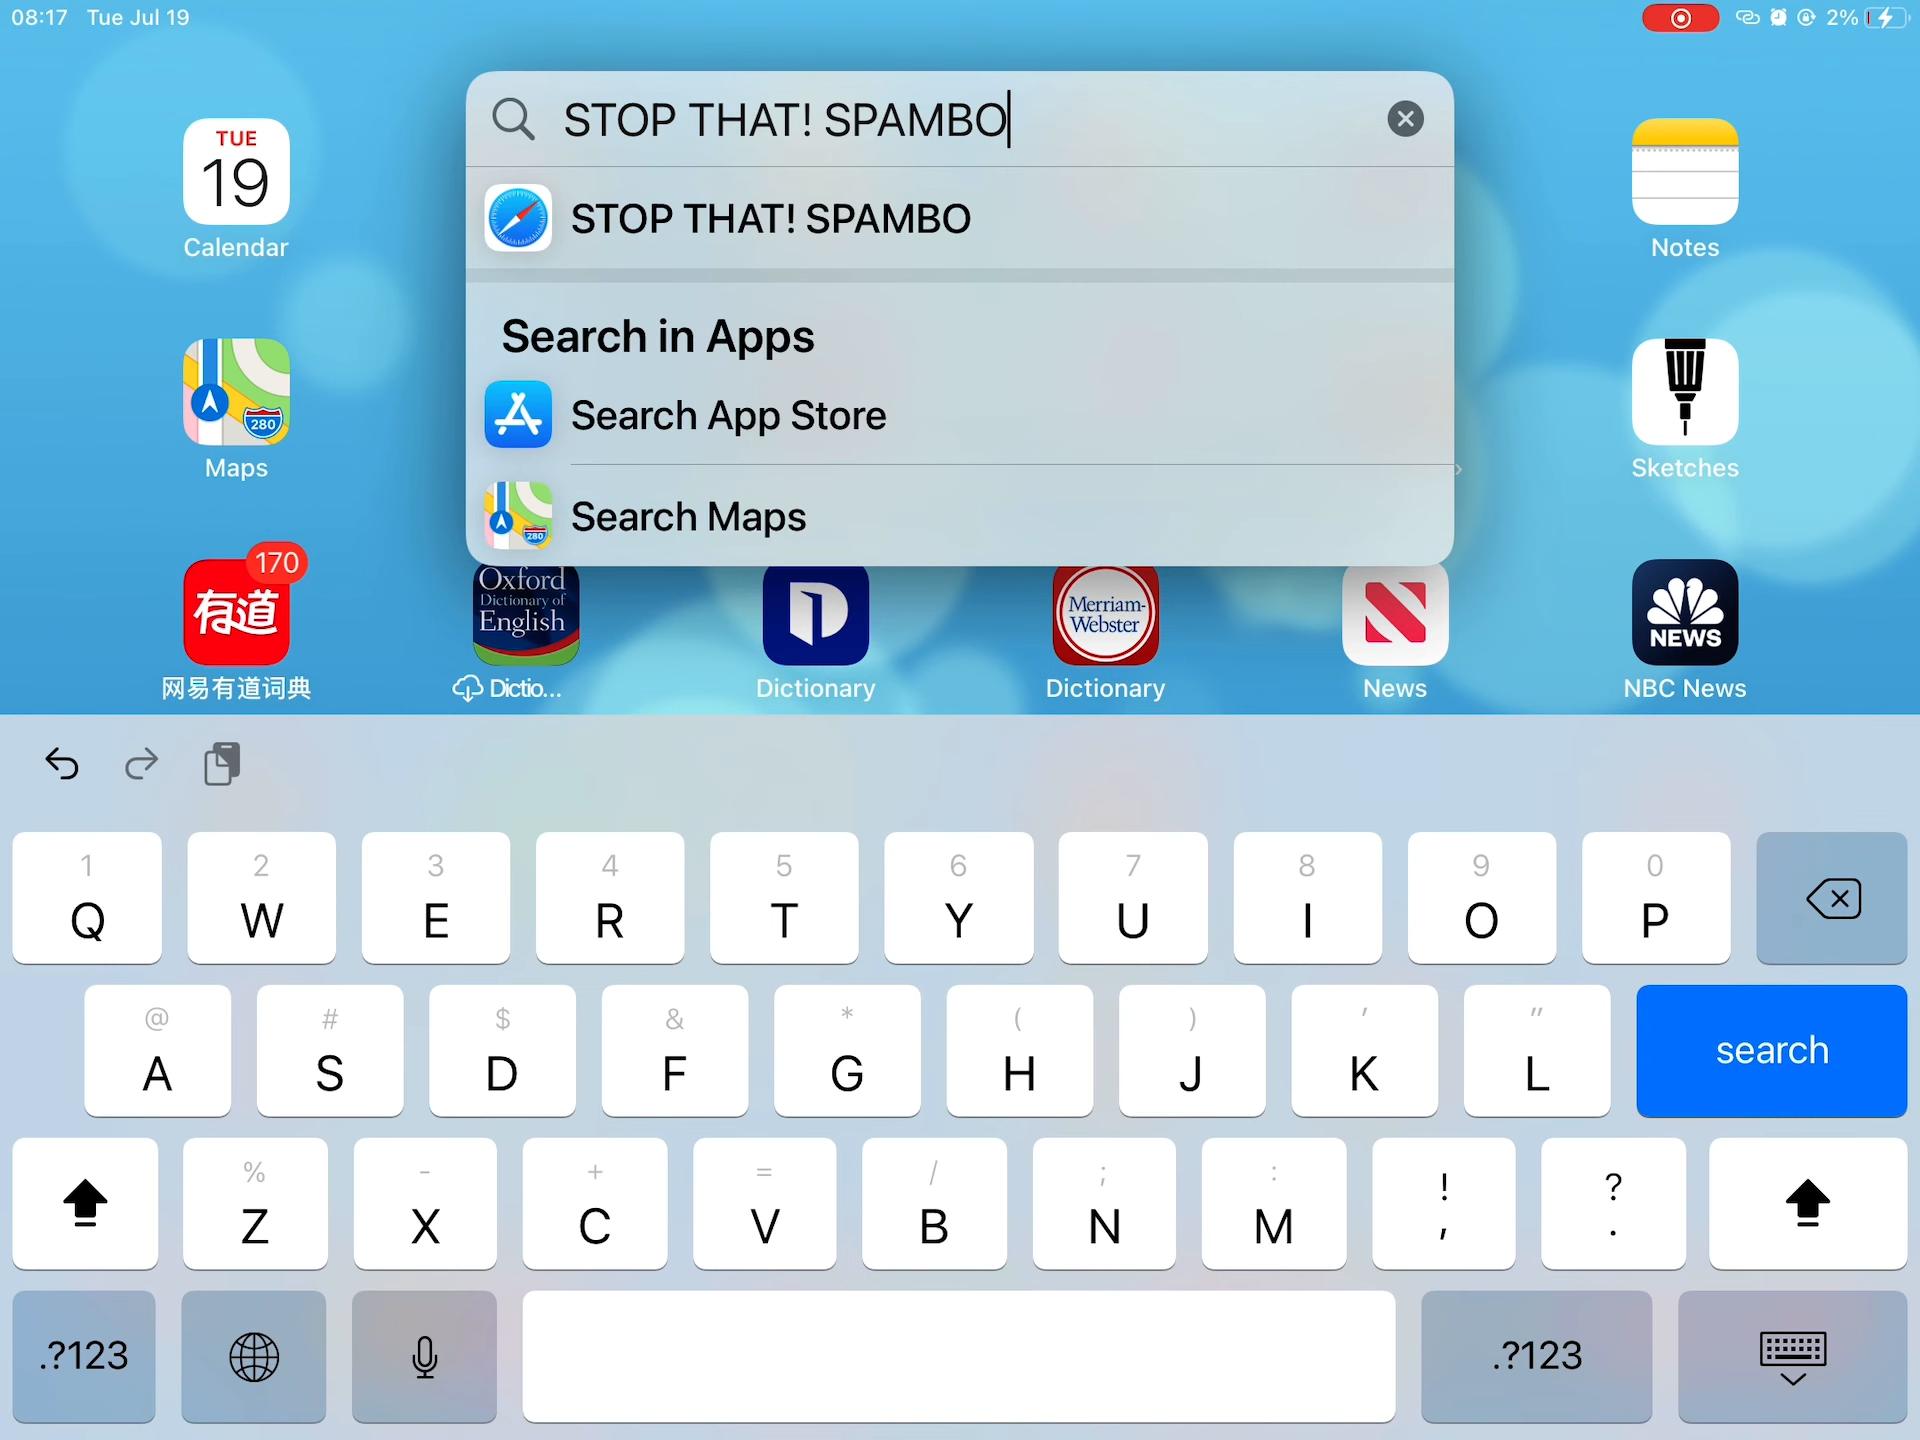 08:17 Tue Jul 19
2%
STOP THAT! SPAMBO
STOP THAT! SPAMBO
Search in Apps
Search App Store
Search Maps
TUE
19
Calendar
Notes
280
Maps
280
Sketches
170
有道
网易有道词典
Oxford
Dictionary of
English
Dictio...
Dictionary
Merriam-
Webster
Dictionary
News
NEWS
NBC News
1 2 3 4 5 6 7 8 9 0
Q W E R T Y U I O P
@ # $ & * ( ) ' "
A S D F G H J K L search
% - + = / ; : ! ?
Z X C V B N M , .
.?123 .?123